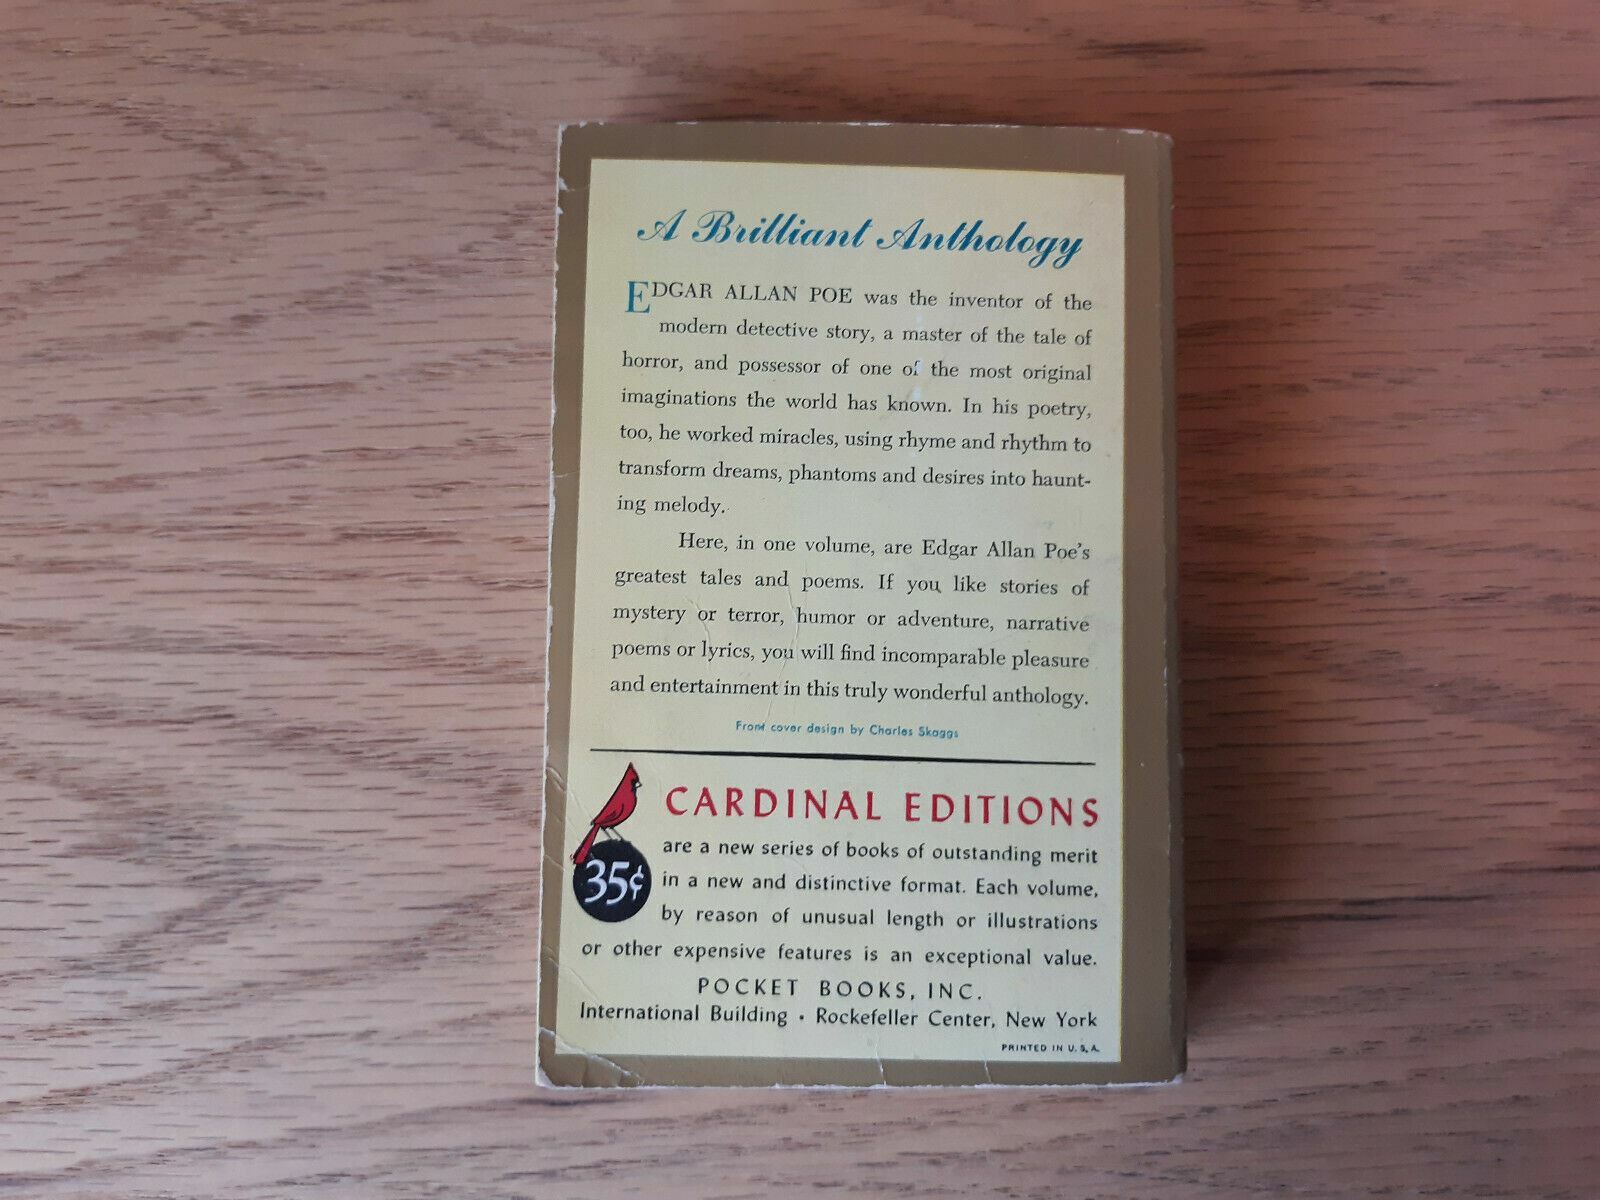 A Brilliant Anthology
EDGAR ALLAN POE was the inventor of the
modern detective story, a master of the tale of
horror, and possessor of one of the most original
imaginations the world has known. In his poetry,
too, he worked miracles, using rhyme and rhythm to
transform dreams, phantoms and desires into haunt-
ing melody.
Here, in one volume, are Edgar Allan Poe's
greatest tales and poems. If you like stories of
mystery or terror, humor or adventure, narrative
poems or lyrics, you will find incomparable pleasure
and entertainment in this truly wonderful anthology.
Front cover design by Charles Skaggs
CARDINAL EDITIONS
are a new series of books of outstanding merit
35¢ in a new and distinctive format. Each volume,
by reason of unusual length or illustrations
or other expensive features is an exceptional value.
POCKET BOOKS, INC.
International Building • Rockefeller Center, New York
PRINTED IN U. S. A.